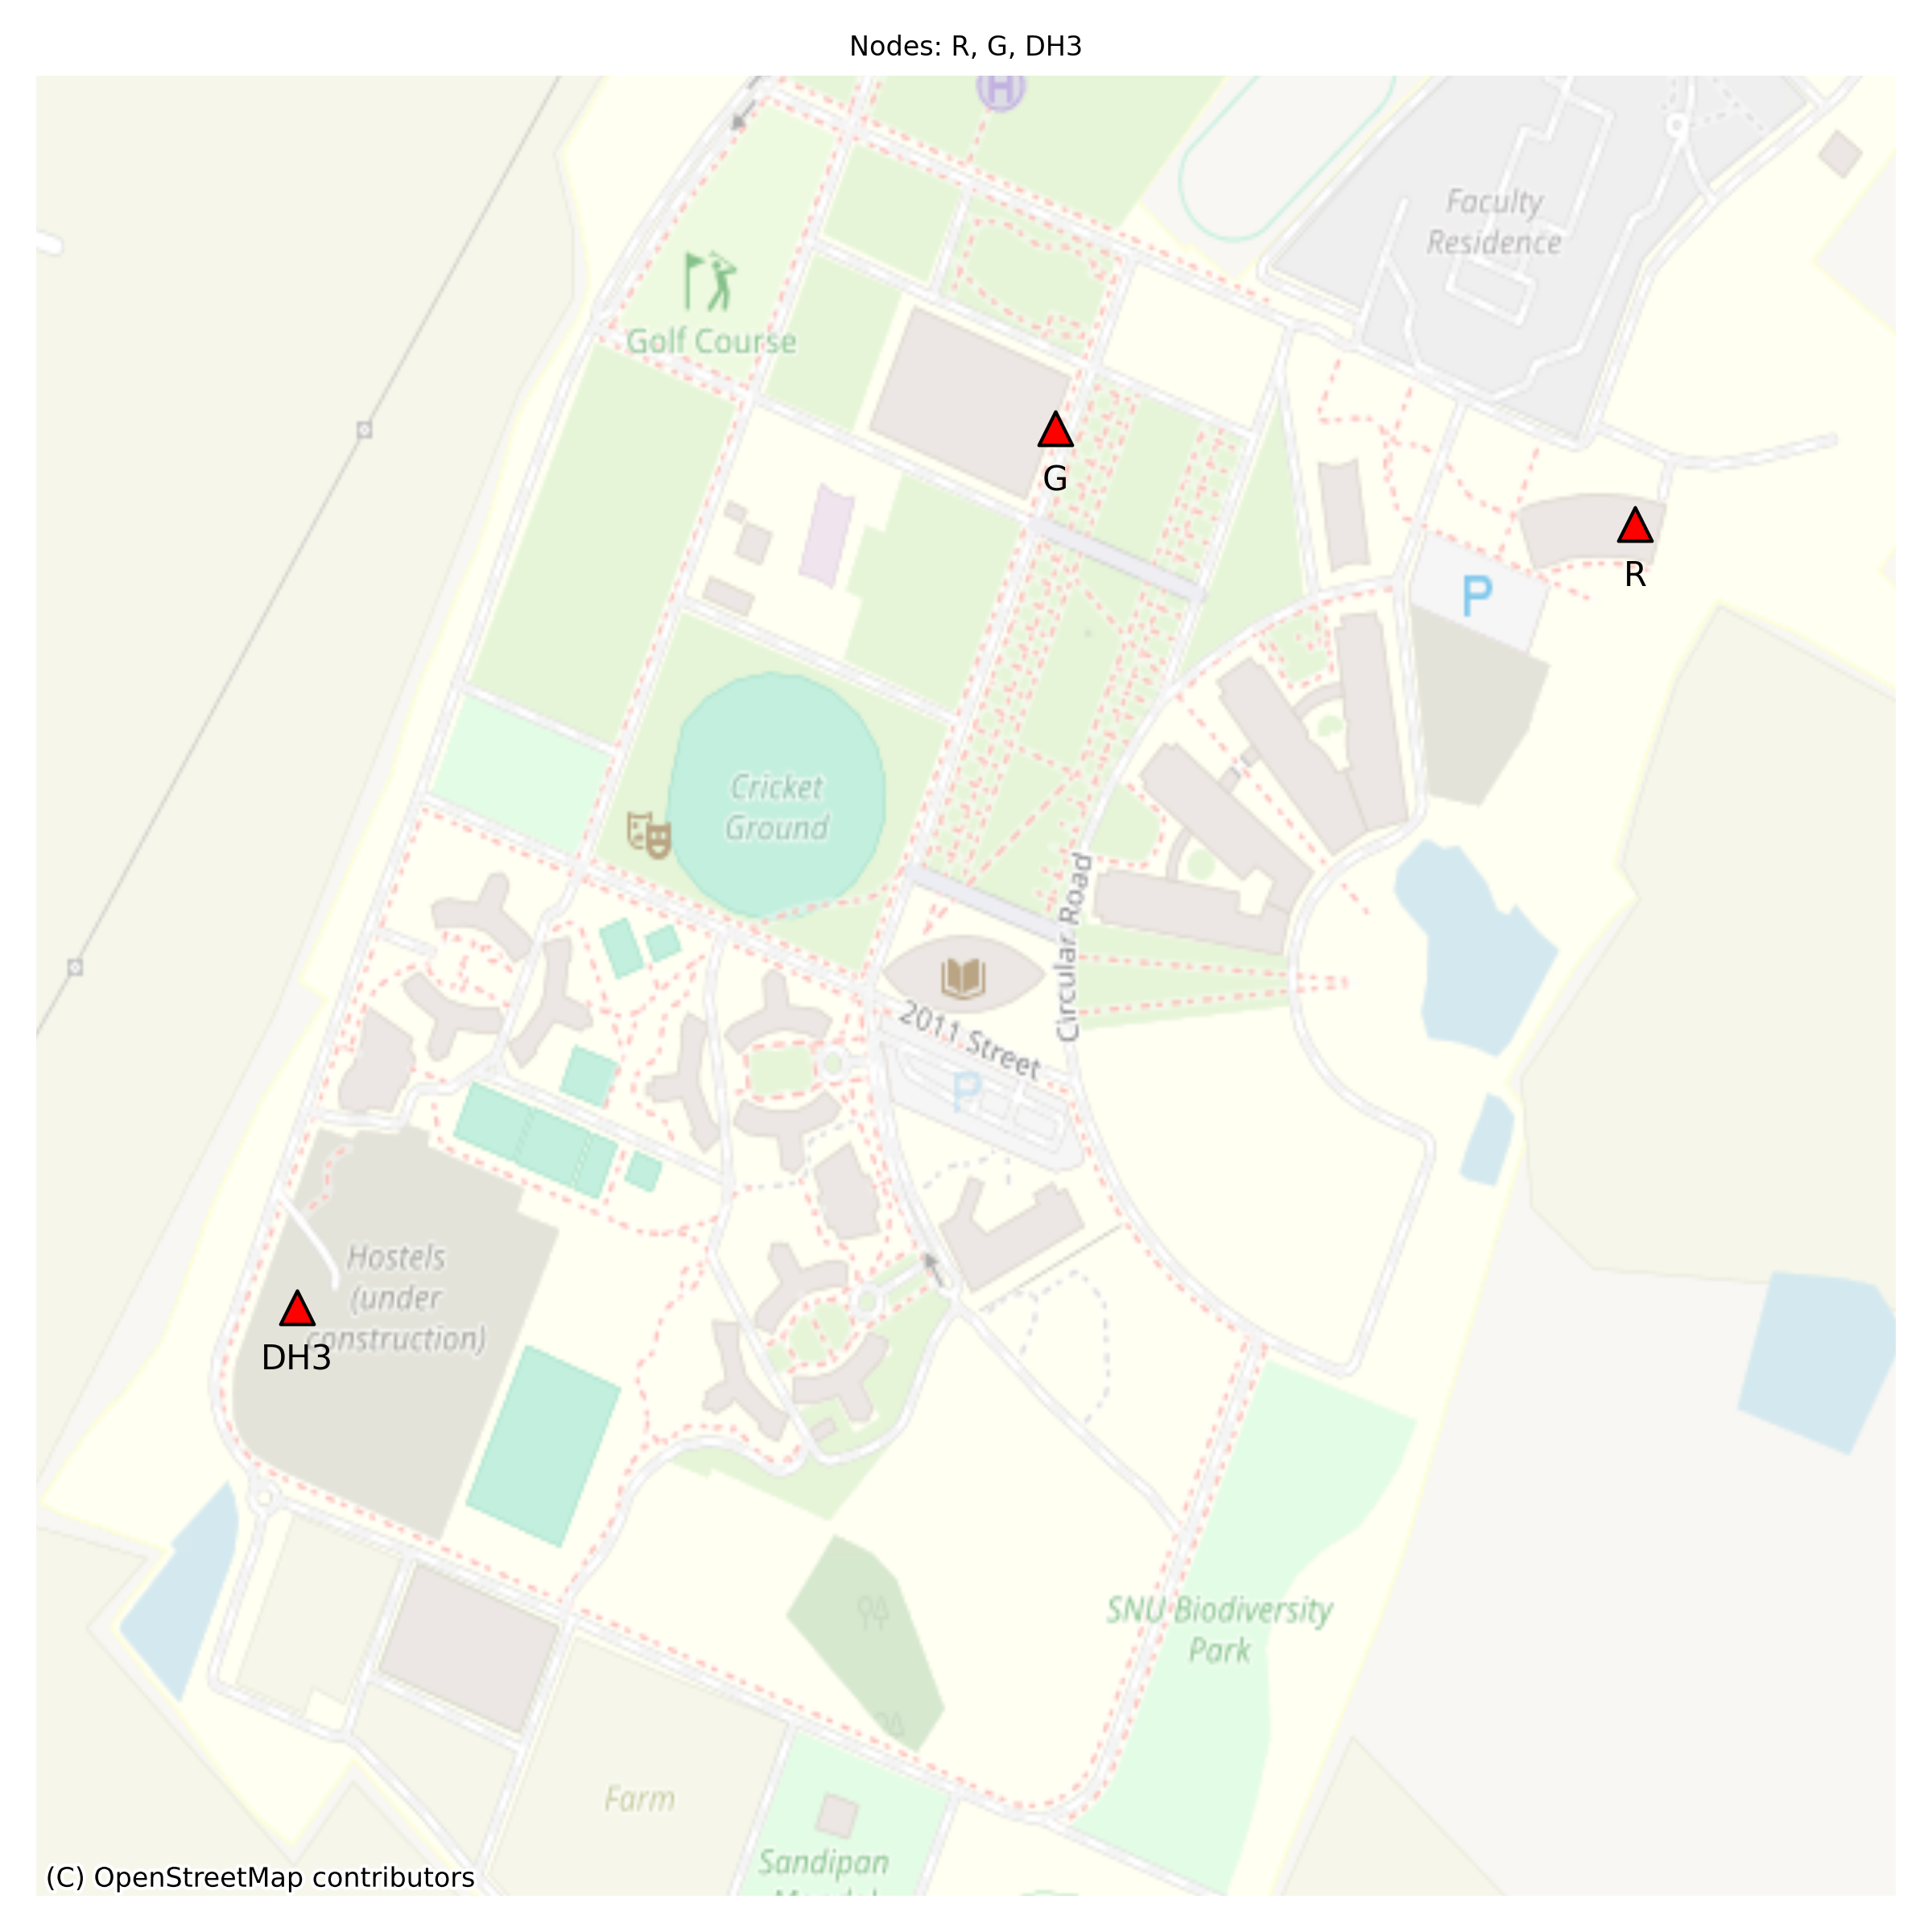 Nodes: R, G, DH3
H
Faculty
Residence
Golf Course
G
R
P
Cricket
Ground
Circular Road
2011 Street
P
Hostels
(under
construction)
DH3
SNU Biodiversity
Park
Farm
Sandipan
(C) OpenStreetMap contributors